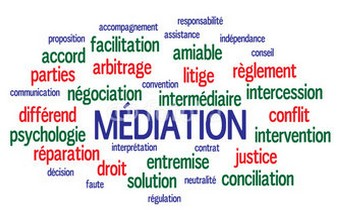 responsabilité
accompagnement
proposition facilitation assistance indépendance
accord amiable conseil
parties arbitrage litige règlement
communication convention
négociation intermédiaire intercession
différend MÉDIATION conflit
psychologie intervention
réparation interprétation contrat justice
décision droit entremise
faute solution neutralité conciliation
régulation